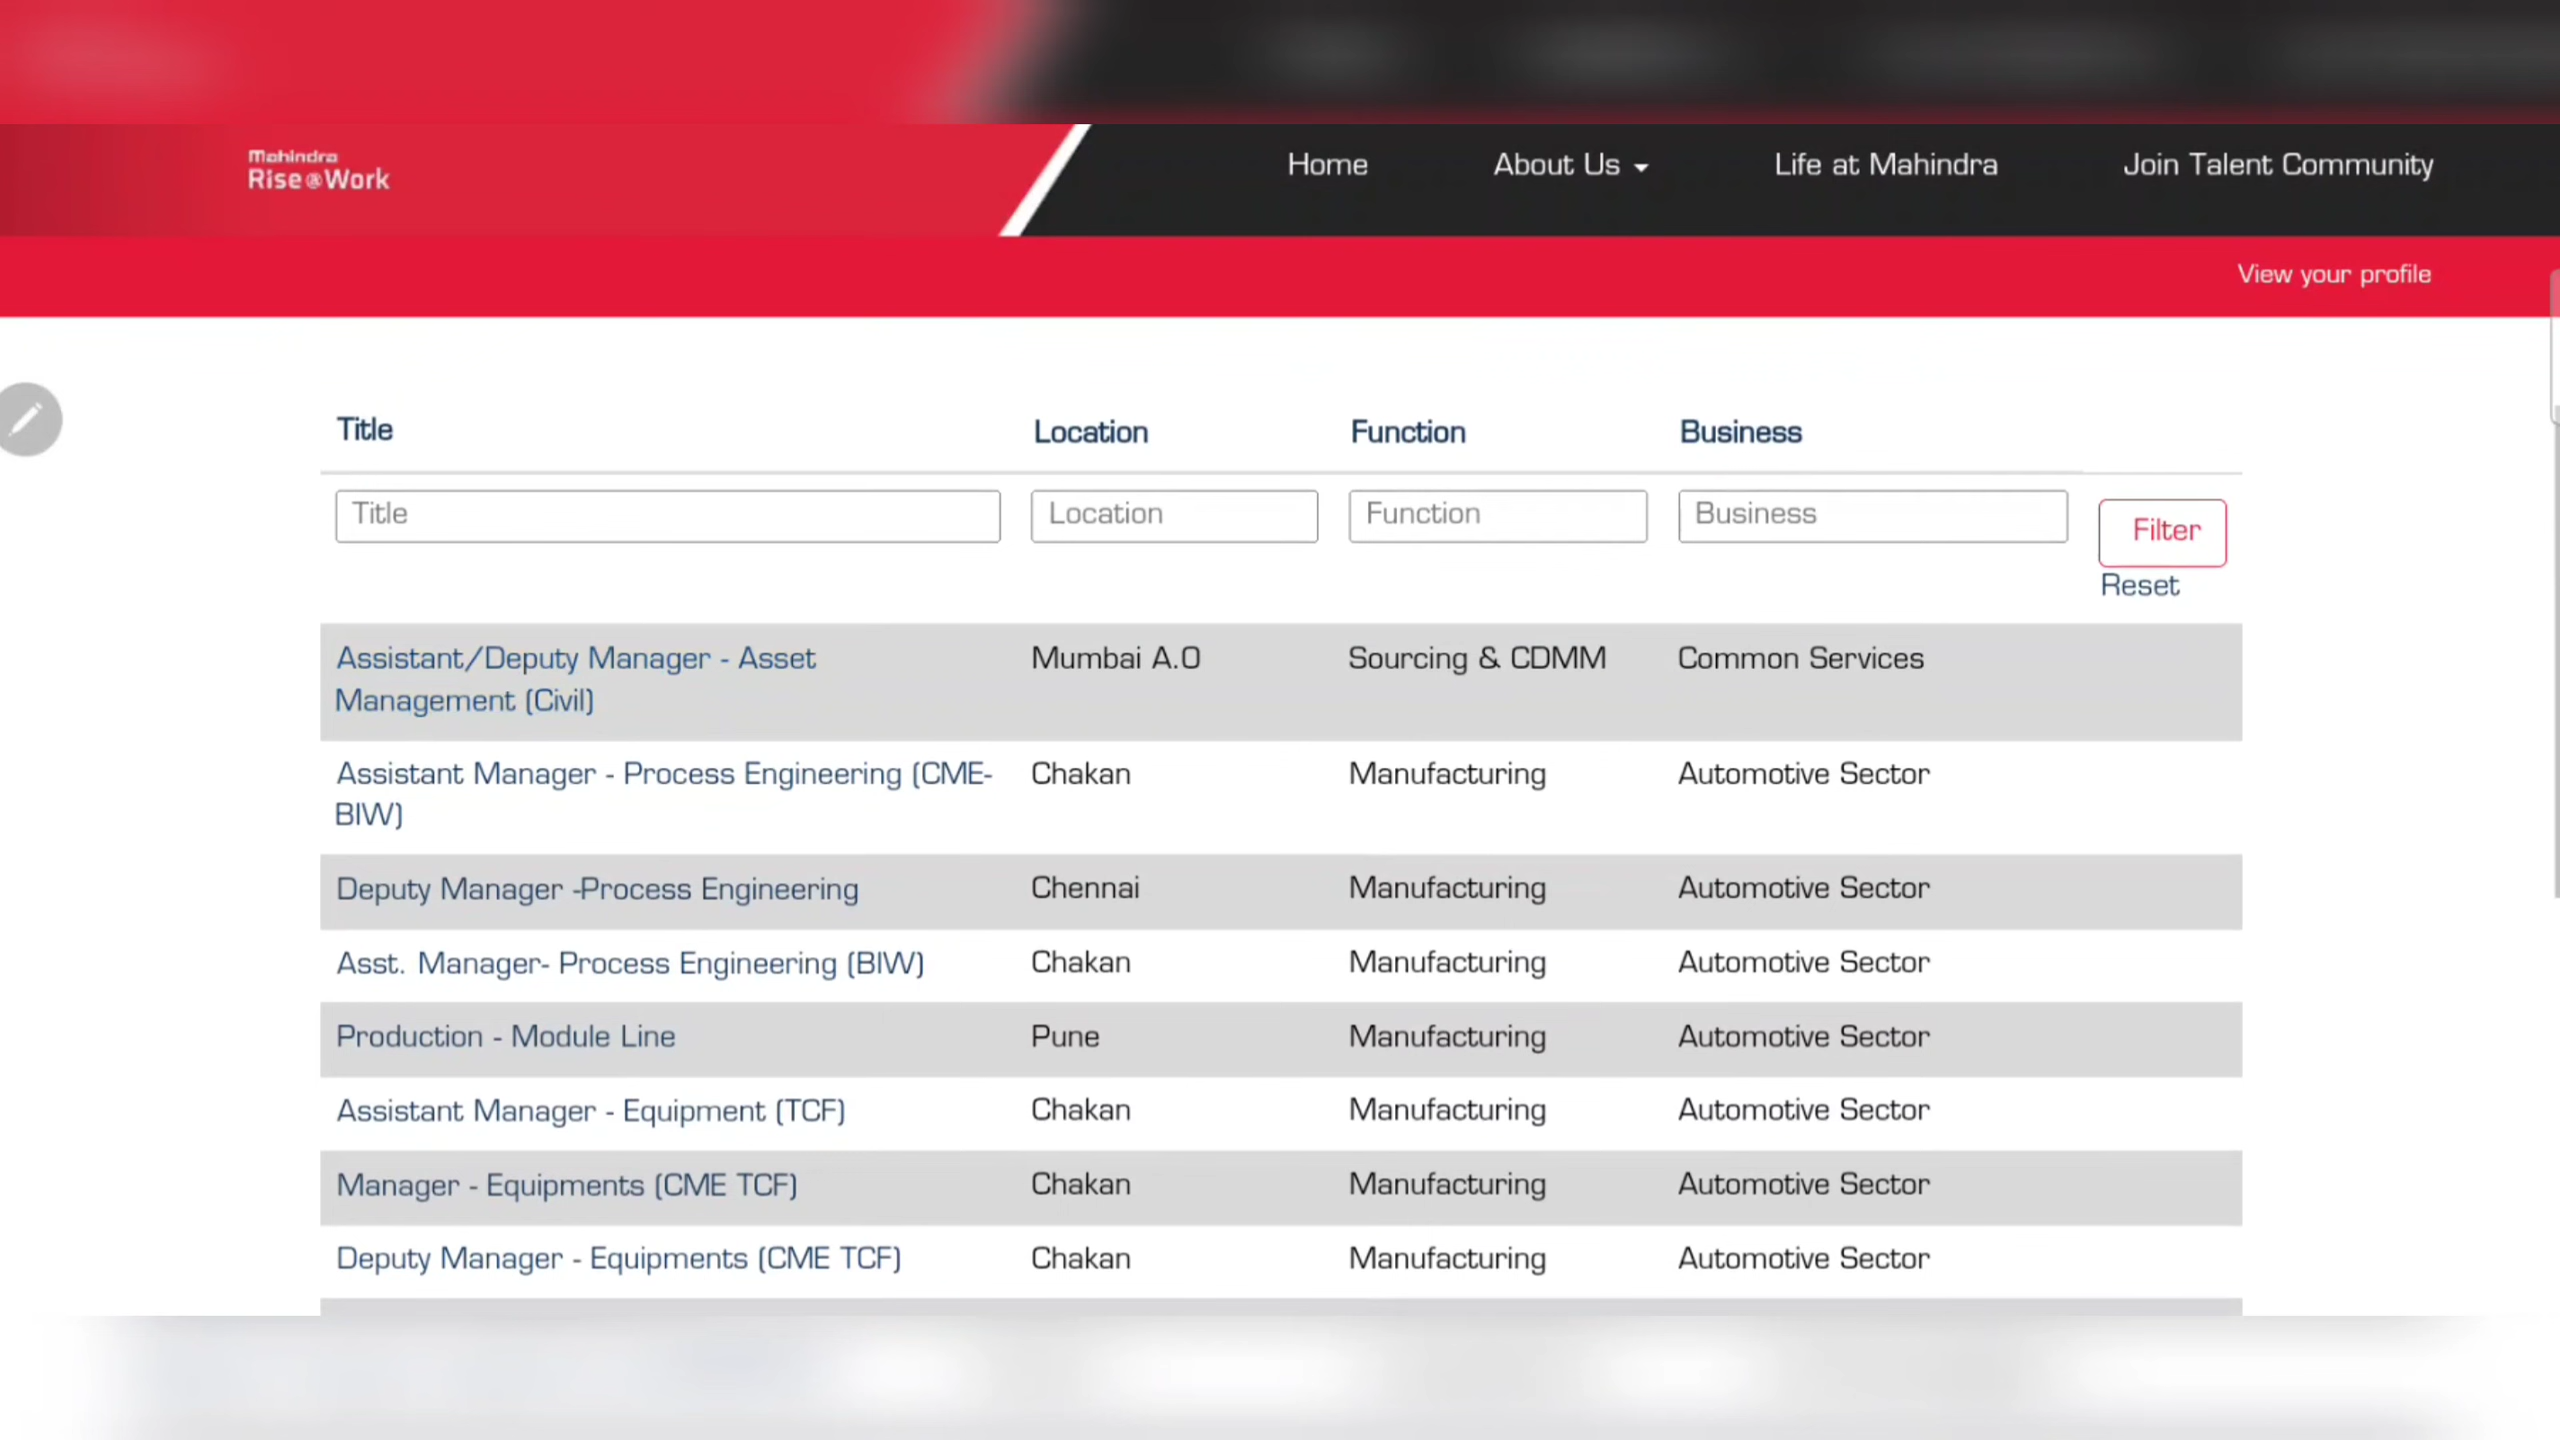 Mahindra
Rise@Work
Home About Us Life at Mahindra Join Talent Community
View your profile
Title Location Function Business
Title Location Function Business Filter
Reset
Assistant/Deputy Manager - Asset Mumbai A.O Sourcing & CDMM Common Services
Management (Civil)
Assistant Manager - Process Engineering (CME- Chakan Manufacturing Automotive Sector
BIW)
Deputy Manager -Process Engineering Chennai Manufacturing Automotive Sector
Asst. Manager- Process Engineering (BIW) Chakan Manufacturing Automotive Sector
Production - Module Line Pune Manufacturing Automotive Sector
Assistant Manager - Equipment (TCF) Chakan Manufacturing Automotive Sector
Manager - Equipments (CME TCF) Chakan Manufacturing Automotive Sector
Deputy Manager - Equipments (CME TCF) Chakan Manufacturing Automotive Sector